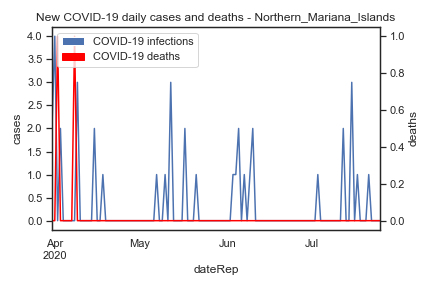 New COVID-19 daily cases and deaths - Northern_Mariana_Islands
COVID-19 infections
COVID-19 deaths
4.0
3.5
3.0
2.5
2.0
1.5
1.0
0.5
0.0
cases
1.0
0.8
0.6
0.4
0.2
0.0
deaths
Apr
2020
May
Jun
Jul
dateRep